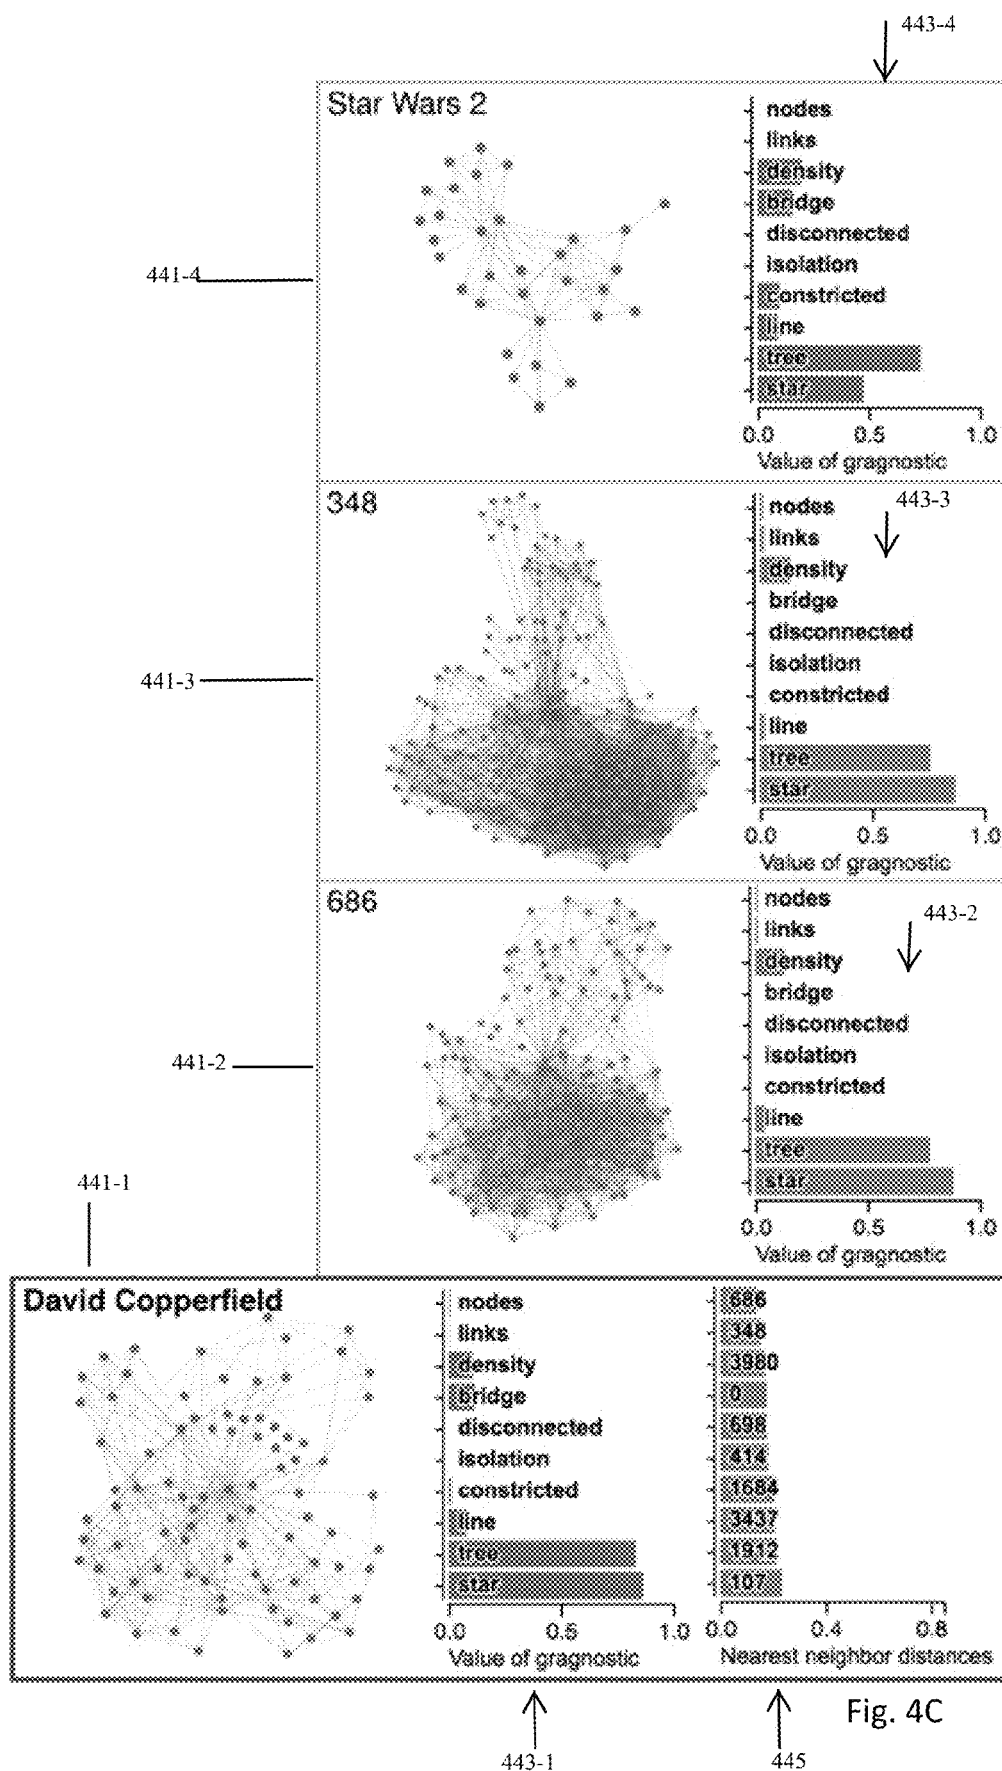 443-4
Star Wars 2
nodes
links
density
bridge
disconnected
441-4
isolation
constricted
line
tree
star
0.0 0.5 1.0
Value of gragnostic
348
443-3
nodes
links
density
bridge
disconnected
441-3
isolation
constricted
line
tree
star
0.0 0.5 1.0
Value of gragnostic
686
443-2
nodes
links
density
bridge
disconnected
441-2
isolation
constricted
line
tree
star
0.0 0.5 1.0
Value of gragnostic
441-1
David Copperfield
nodes
links
density
bridge
disconnected
isolation
constricted
line
tree
star
0.0 0.5 1.0
Value of gragnostic
686
348
3980
0
698
414
1684
3437
1912
107
0.0 0.4 0.8
Nearest neighbor distances
443-1
445
Fig. 4C